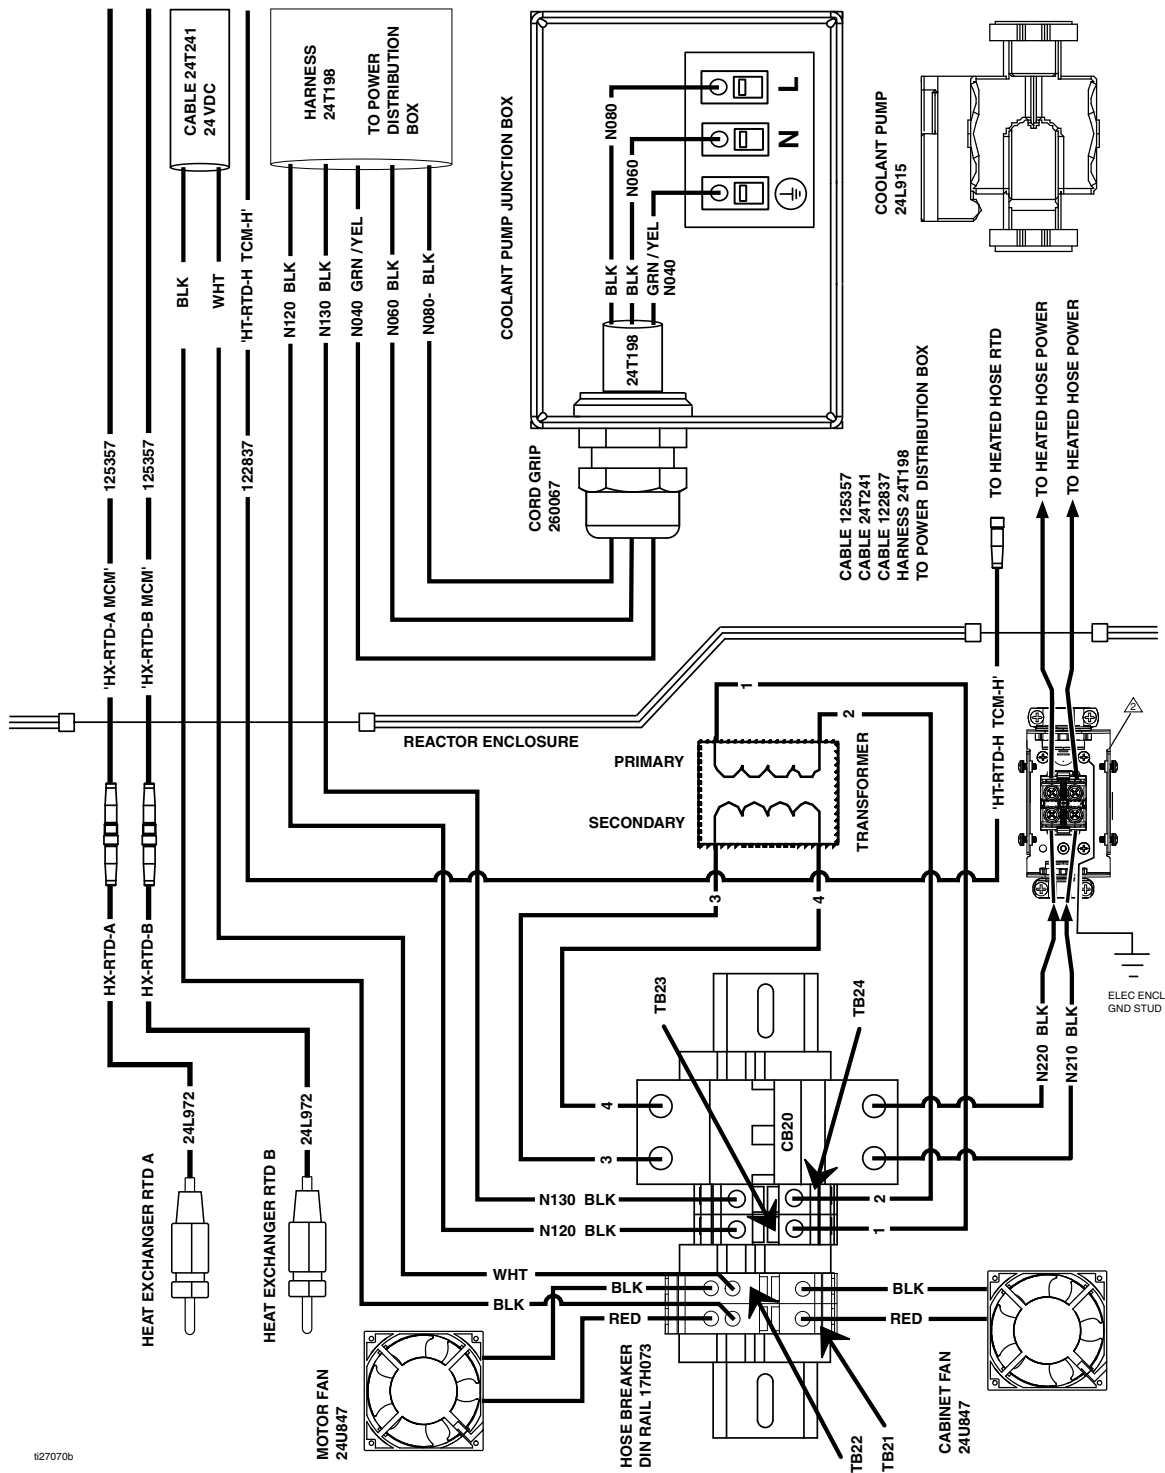 CABLE 24T241
24 VDC
HARNESS
24T198
TO POWER
DISTRIBUTION
BOX
COOLANT PUMP JUNCTION BOX
N080
N060
L
N
BLK
BLK
GRN / YEL
N040
24T198
COOLANT PUMP
24L915
BLK
WHT
'HT-RTD-H TCM-H'
N120 BLK
N130 BLK
N040 GRN / YEL
N060 BLK
N080- BLK
125357
125357
122837
CORD GRIP
260067
CABLE 125357
CABLE 24T241
CABLE 122837
HARNESS 24T198
TO POWER DISTRIBUTION BOX
TO HEATED HOSE RTD
TO HEATED HOSE POWER
TO HEATED HOSE POWER
'HX-RTD-A MCM'
'HX-RTD-B MCM'
REACTOR ENCLOSURE
PRIMARY
SECONDARY
TRANSFORMER
1
2
3
4
'HT-RTD-H TCM-H'
2
HX-RTD-A
HX-RTD-B
TB23
TB24
N220 BLK
N210 BLK
ELEC ENCL
GND STUD
24L972
24L972
HEAT EXCHANGER RTD A
HEAT EXCHANGER RTD B
4
3
CB20
N130 BLK
N120 BLK
2
1
WHT
BLK
BLK
RED
BLK
RED
MOTOR FAN
24U847
HOSE BREAKER
DIN RAIL 17H073
TB22
TB21
CABINET FAN
24U847
ti27070b